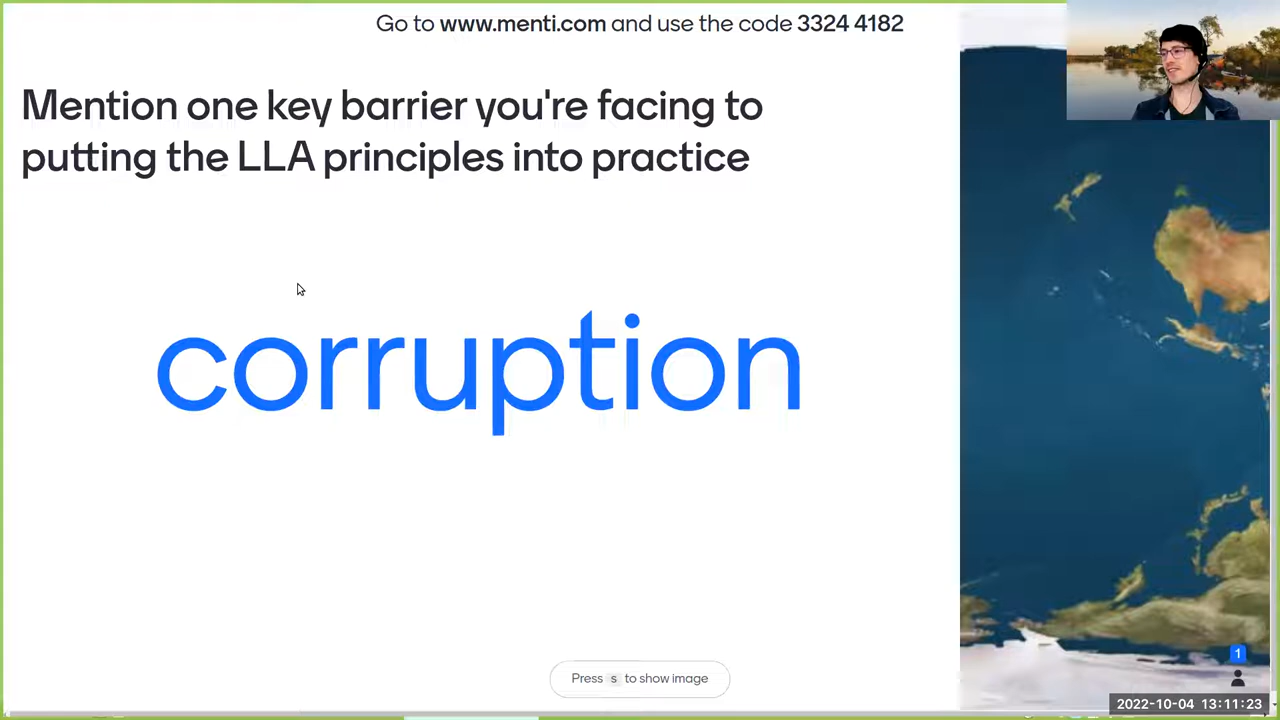 Go to www.menti.com and use the code 3324 4182
Mention one key barrier you're facing to
putting the LLA principles into practice
corruption
Press s to show image
1
2022-10-04 13:11:23